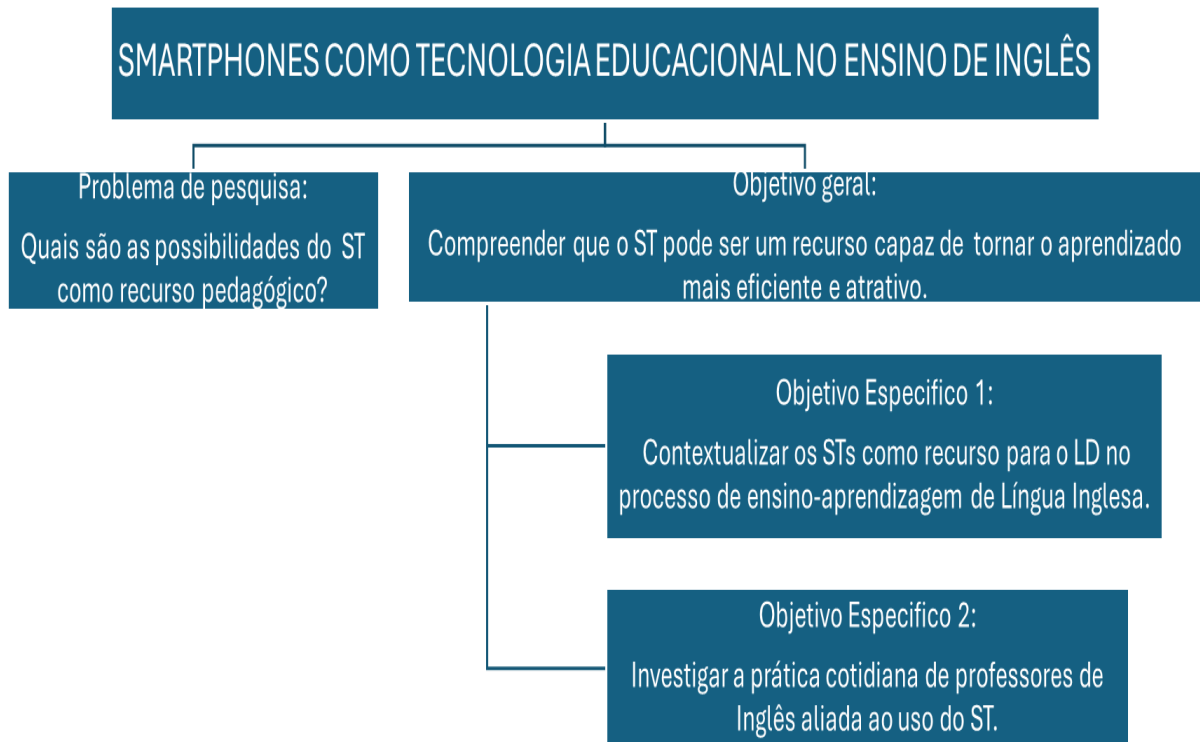 SMARTPHONES COMO TECNOLOGIA EDUCACIONAL NO ENSINO DE INGLÊS
Problema de pesquisa:
Quais são as possibilidades do ST
como recurso pedagógico?
Objetivo geral:
Compreender que o ST pode ser um recurso capaz de tornar o aprendizado
mais eficiente e atrativo.
Objetivo Especifico 1:
Contextualizar os STs como recurso para o LD no
processo de ensino-aprendizagem de Língua Inglesa.
Objetivo Especifico 2:
Investigar a prática cotidiana de professores de
Inglês aliada ao uso do ST.